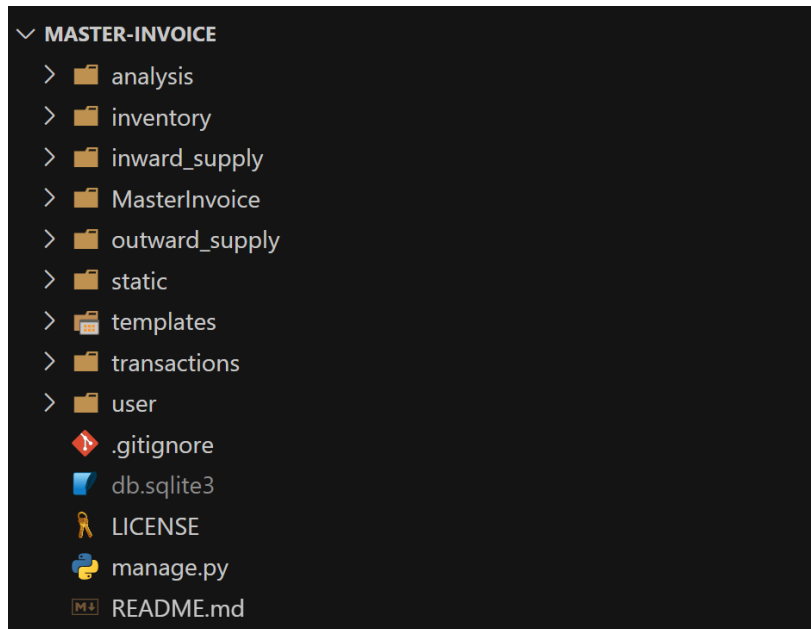 MASTER-INVOICE
analysis
inventory
inward_supply
MasterInvoice
outward_supply
static
templates
transactions
user
.gitignore
db.sqlite3
LICENSE
manage.py
M↓ README.md